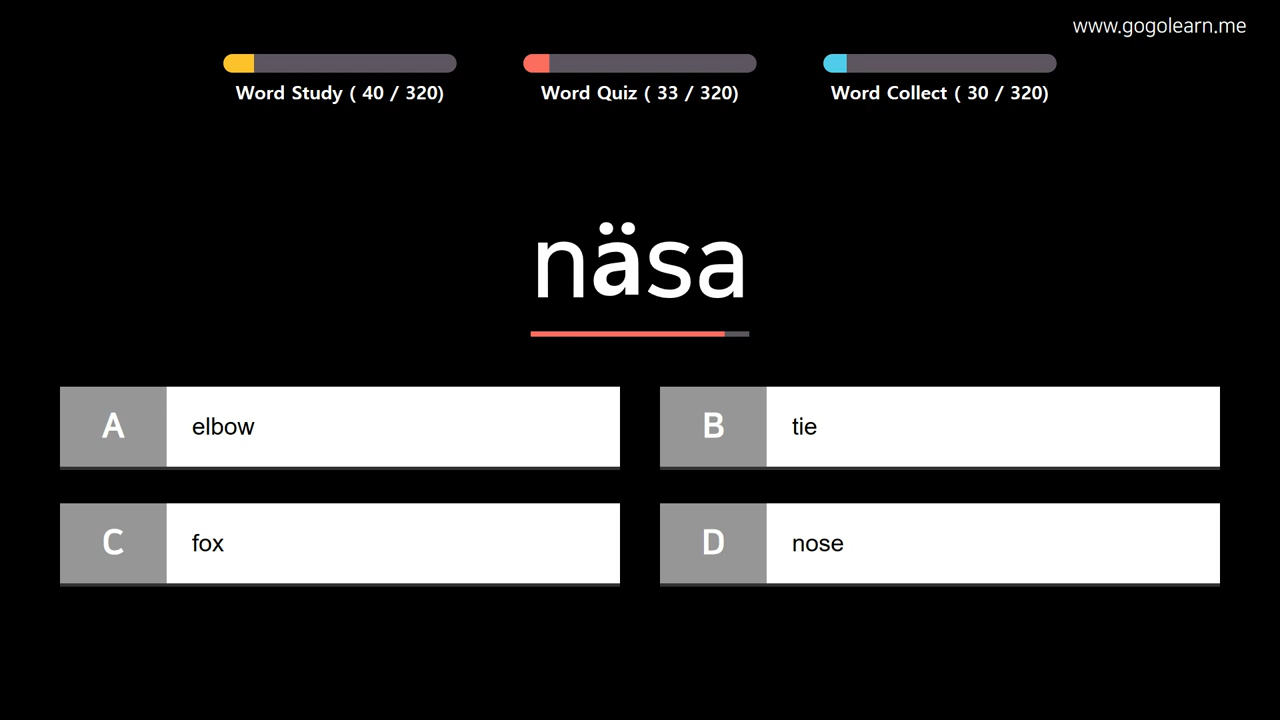 www.gogolearn.me
Word Study ( 40 / 320)
Word Quiz ( 33 / 320)
Word Collect ( 30 / 320)
näsa
A elbow
B tie
C fox
D nose